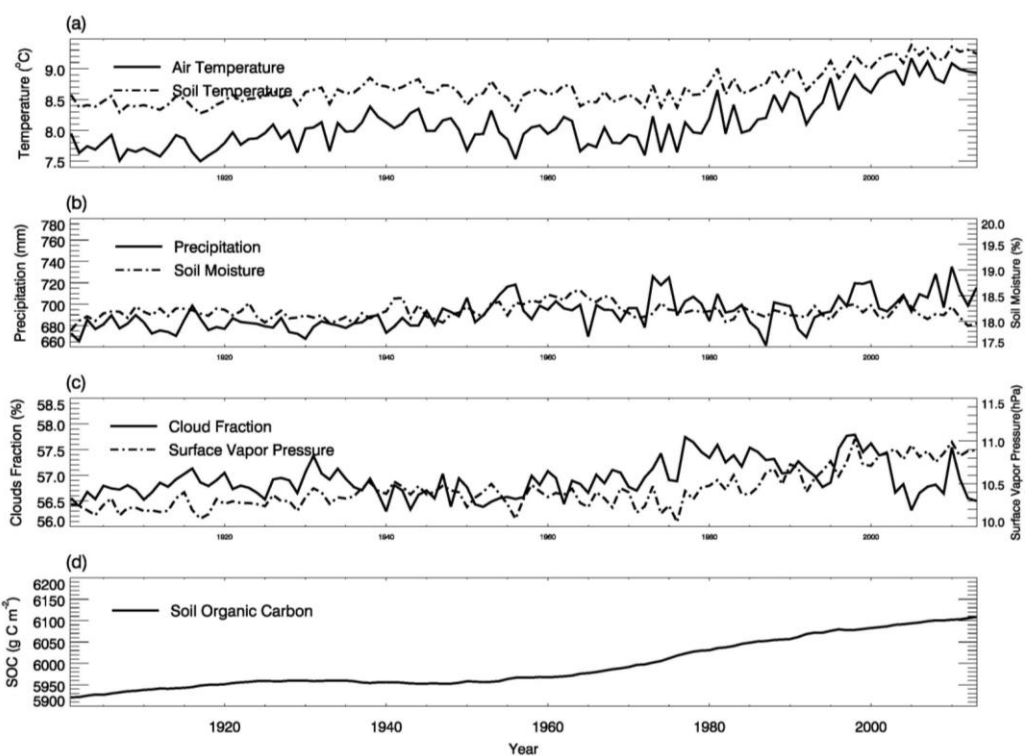 (a)
Temperature (°C)
9.0
8.5
8.0
7.5
Air Temperature
Soil Temperature
1920
1940
1960
1980
2000
(b)
Precipitation (mm)
780
760
720
700
680
660
Precipitation
Soil Moisture
20.0
19.5
19.0
18.5
18.0
17.5
Soil Moisture (%)
1920
1940
1960
1980
2000
(c)
Clouds Fraction (%)
58.5
58.0
57.5
57.0
56.5
56.0
Cloud Fraction
Surface Vapor Pressure
11.5
11.0
10.5
10.0
Surface Vapor Pressure(hPa)
1920
1940
1960
1980
2000
(d)
SOC (g C m⁻²)
6200
6150
6100
6050
6000
5950
5900
Soil Organic Carbon
1920
1940
1960
1980
2000
Year